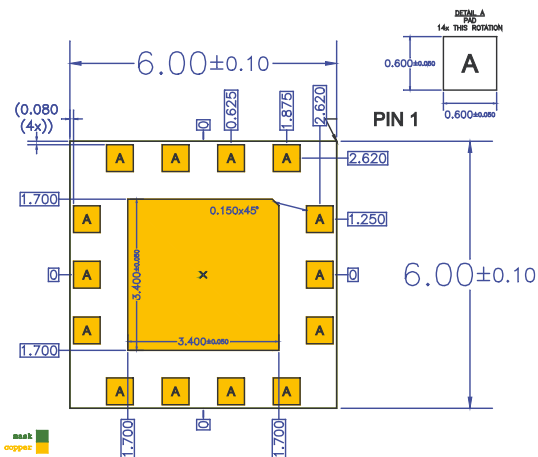 DETAIL A
PAD
14x THIS ROTATION
0.600±0.050
A
0.600±0.050
6.00±0.10
(0.080
(4x))
0
0.625
1.875
2.620
PIN 1
A A A A
2.620
1.700
0.150x45°
A
A
1.250
3.400±0.050
0
A
A
0
6.00±0.10
A
A
3.400±0.050
1.700
A A A A
1.700
0
1.700
mask
copper